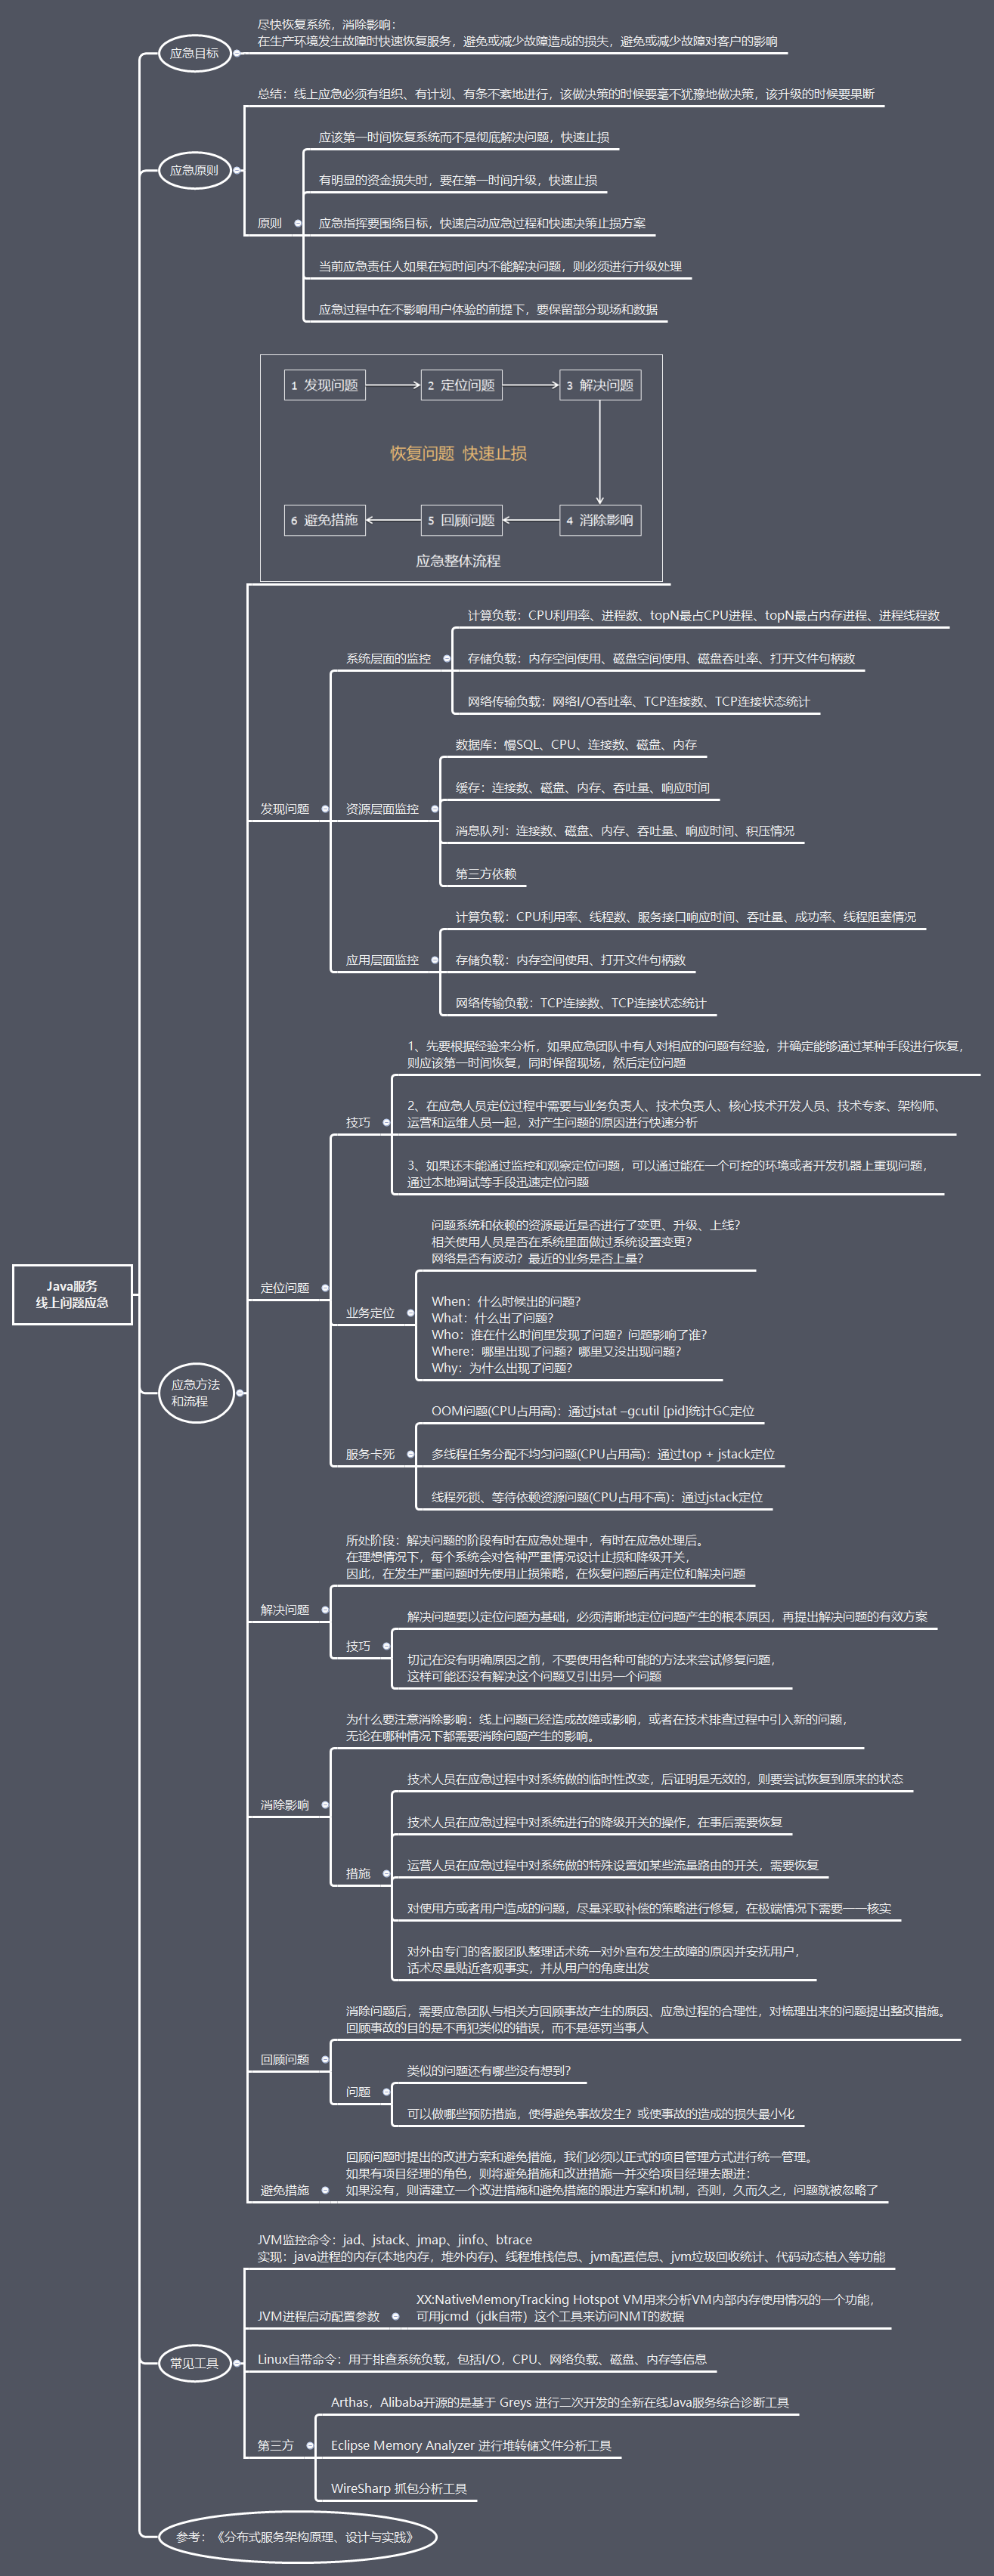 Java服务
线上问题应急
应急目标
尽快恢复系统，消除影响：
在生产环境发生故障时快速恢复服务，避免或减少故障造成的损失，避免或减少故障对客户的影响
应急原则
总结：线上应急必须有组织、有计划、有条不紊地进行，该做决策的时候要毫不犹豫地做决策，该升级的时候要果断
原则
应该第一时间恢复系统而不是彻底解决问题，快速止损
有明显的资金损失时，要在第一时间升级，快速止损
应急指挥要围绕目标，快速启动应急过程和快速决策止损方案
当前应急责任人如果在短时间内不能解决问题，则必须进行升级处理
应急过程中在不影响用户体验的前提下，要保留部分现场和数据
应急方法
和流程
1 发现问题
2 定位问题
3 解决问题
恢复问题 快速止损
6 避免措施
5 回顾问题
4 消除影响
应急整体流程
发现问题
系统层面的监控
计算负载：CPU利用率、进程数、topN最占CPU进程、topN最占内存进程、进程线程数
存储负载：内存空间使用、磁盘空间使用、磁盘吞吐率、打开文件句柄数
网络传输负载：网络I/O吞吐率、TCP连接数、TCP连接状态统计
资源层面监控
数据库：慢SQL、CPU、连接数、磁盘、内存
缓存：连接数、磁盘、内存、吞吐量、响应时间
消息队列：连接数、磁盘、内存、吞吐量、响应时间、积压情况
第三方依赖
应用层面监控
计算负载：CPU利用率、线程数、服务接口响应时间、吞吐量、成功率、线程阻塞情况
存储负载：内存空间使用、打开文件句柄数
网络传输负载：TCP连接数、TCP连接状态统计
定位问题
技巧
1、先要根据经验来分析，如果应急团队中有人对相应的问题有经验，并确定能够通过某种手段进行恢复，
则应该第一时间恢复，同时保留现场，然后定位问题
2、在应急人员定位过程中需要与业务负责人、技术负责人、核心技术开发人员、技术专家、架构师、
运营和运维人员一起，对产生问题的原因进行快速分析
3、如果还未能通过监控和观察定位问题，可以通过能在一个可控的环境或者开发机器上重现问题，
通过本地调试等手段迅速定位问题
业务定位
问题系统和依赖的资源最近是否进行了变更、升级、上线？
相关使用人员是否在系统里面做过系统设置变更？
网络是否有波动？最近的业务是否上量？
When：什么时候出的问题？
What：什么出了问题？
Who：谁在什么时间里发现了问题？问题影响了谁？
Where：哪里出现了问题？哪里又没出现问题？
Why：为什么出现了问题？
服务卡死
OOM问题(CPU占用高)：通过jstat –gcutil [pid]统计GC定位
多线程任务分配不均匀问题(CPU占用高)：通过top + jstack定位
线程死锁、等待依赖资源问题(CPU占用不高)：通过jstack定位
解决问题
所处阶段：解决问题的阶段有时在应急处理中，有时在应急处理后。
在理想情况下，每个系统会对各种严重情况设计止损和降级开关，
因此，在发生严重问题时先使用止损策略，在恢复问题后再定位和解决问题
技巧
解决问题要以定位问题为基础，必须清晰地定位问题产生的根本原因，再提出解决问题的有效方案
切记在没有明确原因之前，不要使用各种可能的方法来尝试修复问题，
这样可能还没有解决这个问题又引出另一个问题
消除影响
为什么要注意消除影响：线上问题已经造成故障或影响，或者在技术排查过程中引入新的问题，
无论在哪种情况下都需要消除问题产生的影响。
措施
技术人员在应急过程中对系统做的临时性改变，后证明是无效的，则要尝试恢复到原来的状态
技术人员在应急过程中对系统进行的降级开关的操作，在事后需要恢复
运营人员在应急过程中对系统做的特殊设置如某些流量路由的开关，需要恢复
对使用方或者用户造成的问题，尽量采取补偿的策略进行修复，在极端情况下需要一一核实
对外由专门的客服团队整理话术统一对外宣布发生故障的原因并安抚用户，
话术尽量贴近客观事实，并从用户的角度出发
回顾问题
消除问题后，需要应急团队与相关方回顾事故产生的原因、应急过程的合理性，对梳理出来的问题提出整改措施。
回顾事故的目的是不再犯类似的错误，而不是惩罚当事人
问题
类似的问题还有哪些没有想到？
可以做哪些预防措施，使得避免事故发生？或使事故的造成的损失最小化
避免措施
回顾问题时提出的改进方案和避免措施，我们必须以正式的项目管理方式进行统一管理。
如果有项目经理的角色，则将避免措施和改进措施一并交给项目经理去跟进：
如果没有，则请建立一个改进措施和避免措施的跟进方案和机制，否则，久而久之，问题就被忽略了
常见工具
JVM监控命令：jad、jstack、jmap、jinfo、btrace
实现：java进程的内存(本地内存，堆外内存)、线程堆栈信息、jvm配置信息、jvm垃圾回收统计、代码动态植入等功能
JVM进程启动配置参数
XX:NativeMemoryTracking Hotspot VM用来分析VM内部内存使用情况的一个功能，
可用jcmd（jdk自带）这个工具来访问NMT的数据
Linux自带命令：用于排查系统负载，包括I/O，CPU、网络负载、磁盘、内存等信息
第三方
Arthas，Alibaba开源的是基于 Greys 进行二次开发的全新在线Java服务综合诊断工具
Eclipse Memory Analyzer 进行堆转储文件分析工具
WireSharp 抓包分析工具
参考：《分布式服务架构原理、设计与实践》